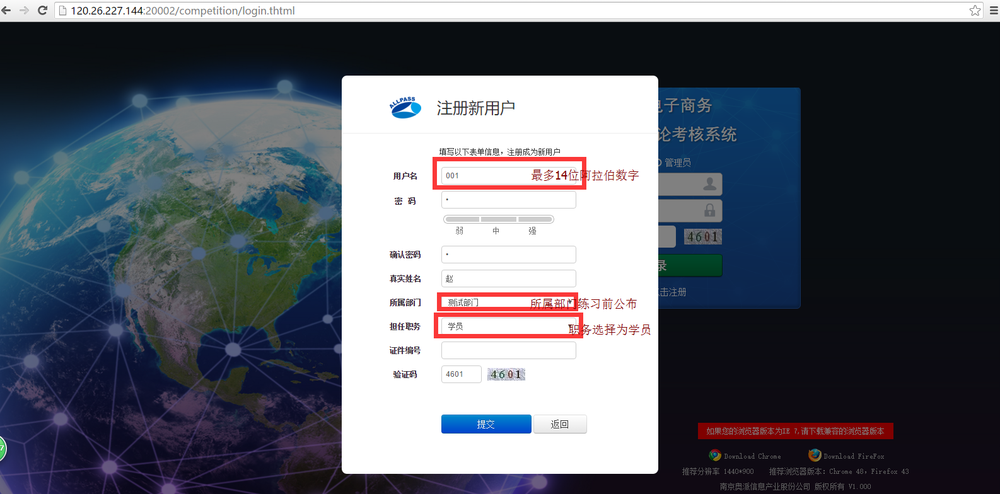 120.26.227.144:20002/competition/login.thtml
ALLPASS
注册新用户
填写以下表单信息，注册成为新用户
用户名
001
最多14位阿拉伯数字
密 码
•
弱
中
强
确认密码
•
真实姓名
赵
所属部门
测试部门
所属部门练习前公布
担任职务
学员
职务选择为学员
证件编号
验证码
4601
4601
提交
返回
子商务
论考核系统
管理员
4601
录
击注册
如果您的浏览器版本为IE 7,请下载兼容的浏览器版本
Download Chrome
Download FireFox
推荐分辨率 1440*900
推荐浏览器版本: Chrome 48, Firefox 43
南京奥派信息产业股份公司 版权所有 V1.000
7